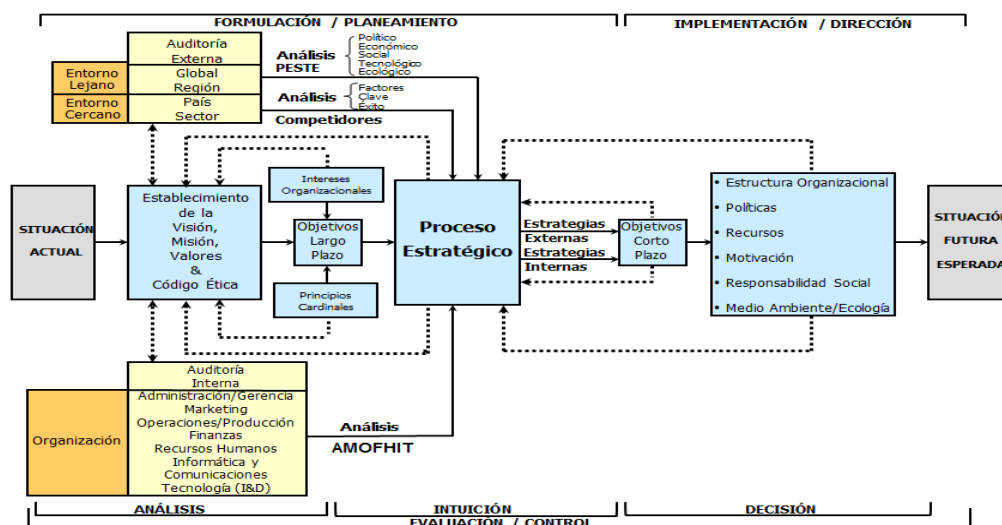 FORMULACIÓN / PLANEAMIENTO
IMPLEMENTACIÓN / DIRECCIÓN
Auditoría
Externa
Entorno
Lejano
Global
Región
Entorno
Cercano
País
Sector
Análisis
PESTE
Político
Económico
Social
Tecnológico
Ecológico
Análisis
Competidores
Factores
Clave
Éxito
SITUACIÓN
ACTUAL
Establecimiento
de la
Visión,
Misión,
Valores
&
Código Ética
Intereses
Organizacionales
Objetivos
Largo
Plazo
Principios
Cardinales
Proceso
Estratégico
Estrategias
Externas
Estrategias
Internas
Objetivos
Corto
Plazo
• Estructura Organizacional
• Políticas
• Recursos
• Motivación
• Responsabilidad Social
• Medio Ambiente/Ecología
SITUACIÓN
FUTURA
ESPERADA
Organización
Auditoría
Interna
Administración/Gerencia
Marketing
Operaciones/Producción
Finanzas
Recursos Humanos
Informática y
Comunicaciones
Tecnología (I&D)
Análisis
AMOFHIT
ANÁLISIS
INTUICIÓN
DECISIÓN
EVALUACIÓN / CONTROL